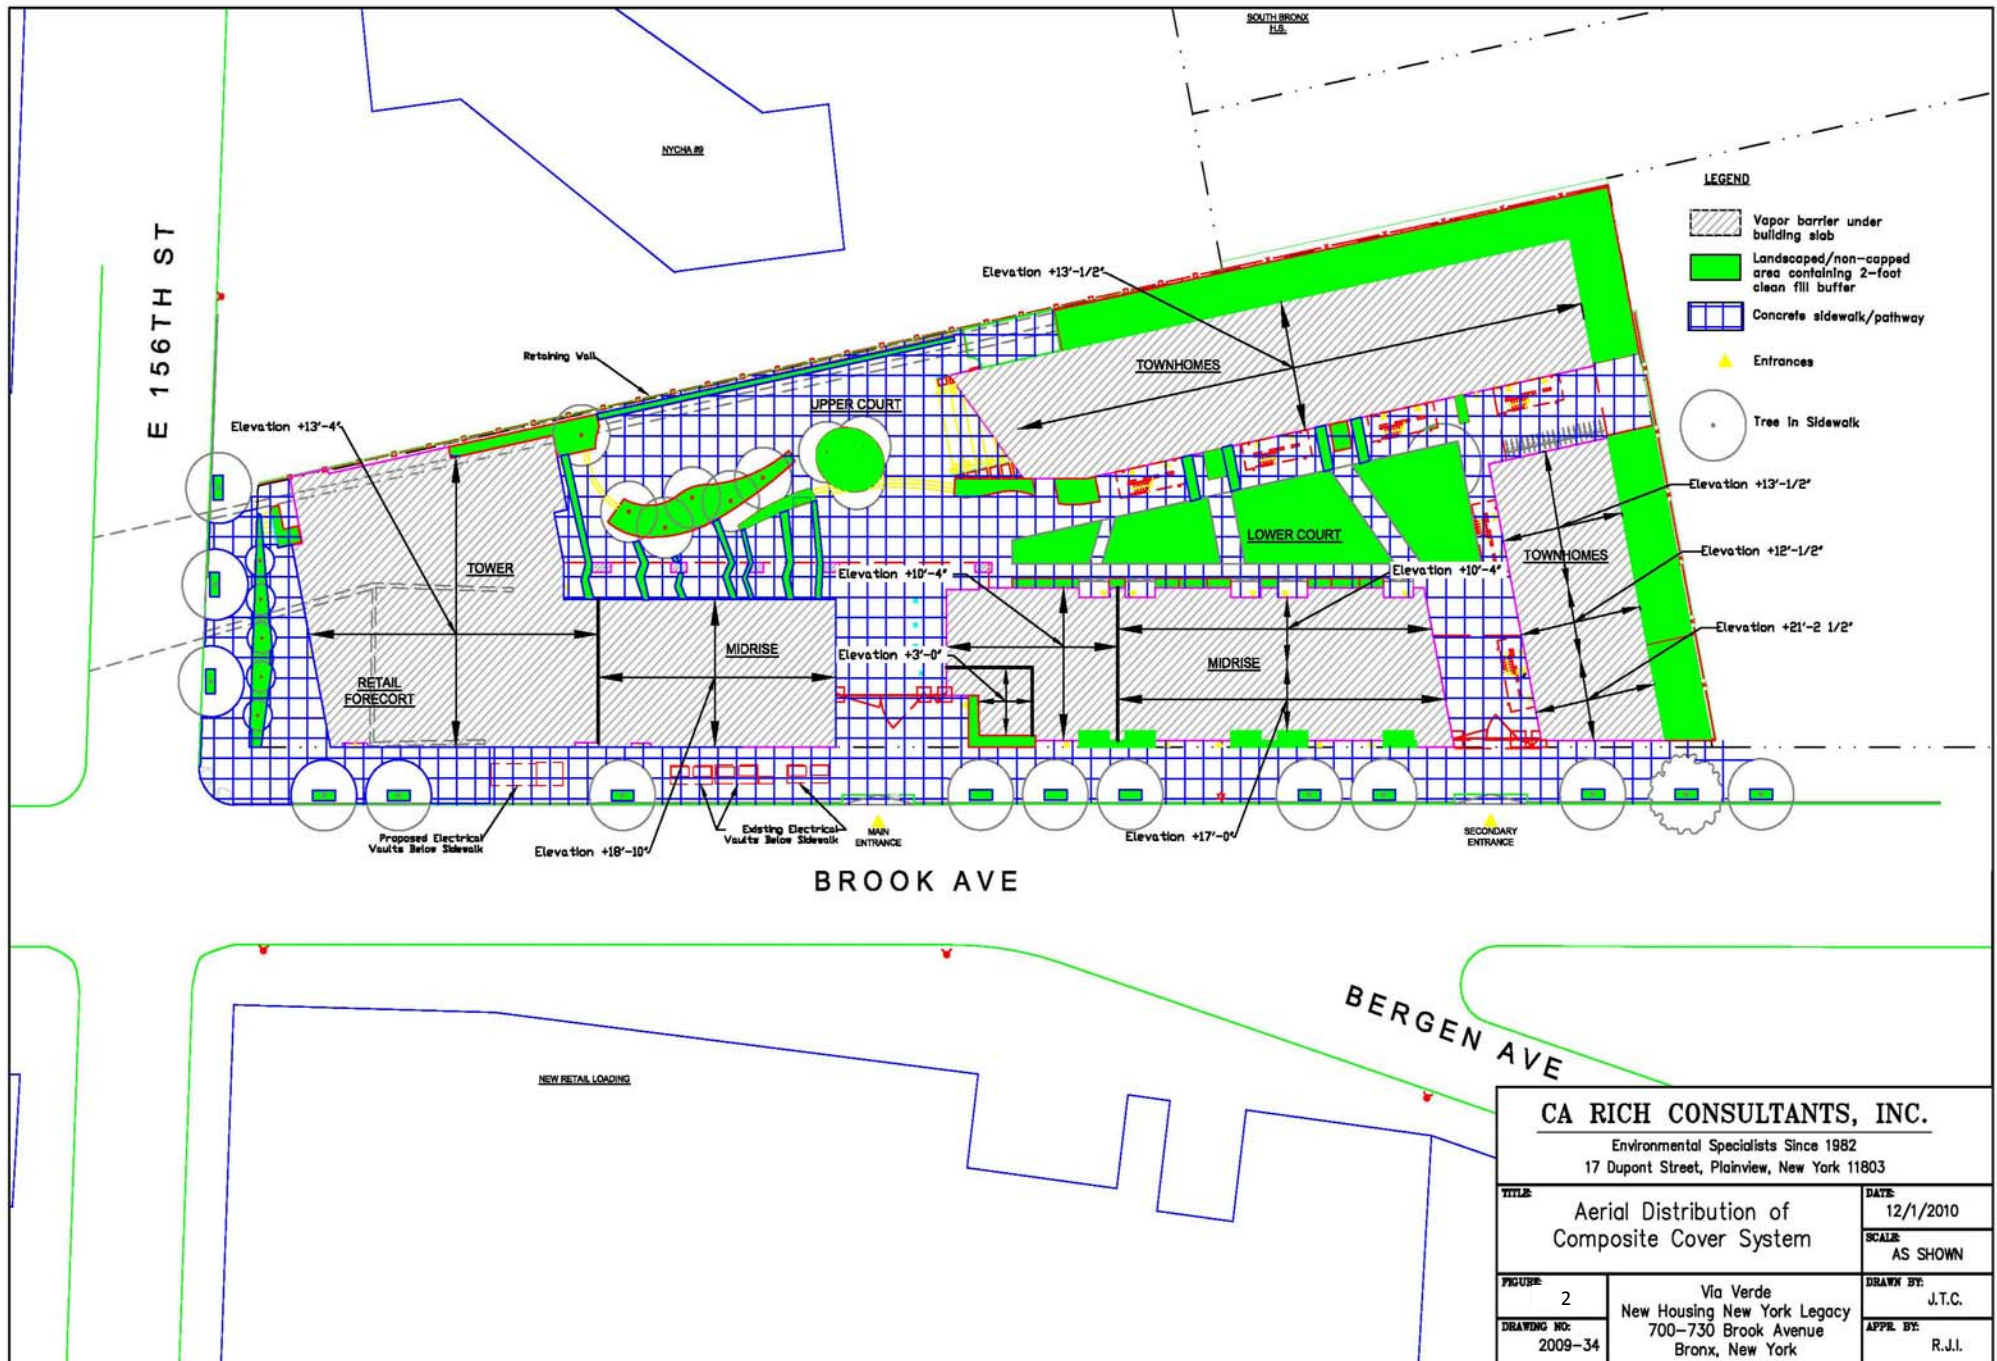 SOUTH BRONX
H.S.
NYCHA #9
E 156TH ST
LEGEND
Vapor barrier under
building slab
Landscaped/non-capped
area containing 2-foot
clean fill buffer
Concrete sidewalk/pathway
Entrances
Tree in Sidewalk
Elevation +13'-1/2"
Retaining Wall
TOWNHOMES
UPPER COURT
Elevation +13'-4"
Elevation +13'-1/2"
LOWER COURT
TOWNHOMES
Elevation +12'-1/2"
TOWER
Elevation +10'-4"
Elevation +10'-4"
Elevation +21'-2 1/2"
MIDRISE
Elevation +3'-0"
MIDRISE
RETAIL
FORECORT
Proposed Electrical
Vaults Below Sidewalk
Elevation +18'-10"
Existing Electrical
Vaults Below Sidewalk
MAIN
ENTRANCE
Elevation +17'-0"
SECONDARY
ENTRANCE
BROOK AVE
BERGEN AVE
NEW RETAIL LOADING
CA RICH CONSULTANTS, INC.
Environmental Specialists Since 1982
17 Dupont Street, Plainview, New York 11803
TITLE:
Aerial Distribution of
Composite Cover System
DATE:
12/1/2010
SCALE:
AS SHOWN
FIGURE:
2
DRAWING NO:
2009-34
Via Verde
New Housing New York Legacy
700-730 Brook Avenue
Bronx, New York
DRAWN BY:
J.T.C.
APPR. BY:
R.J.I.